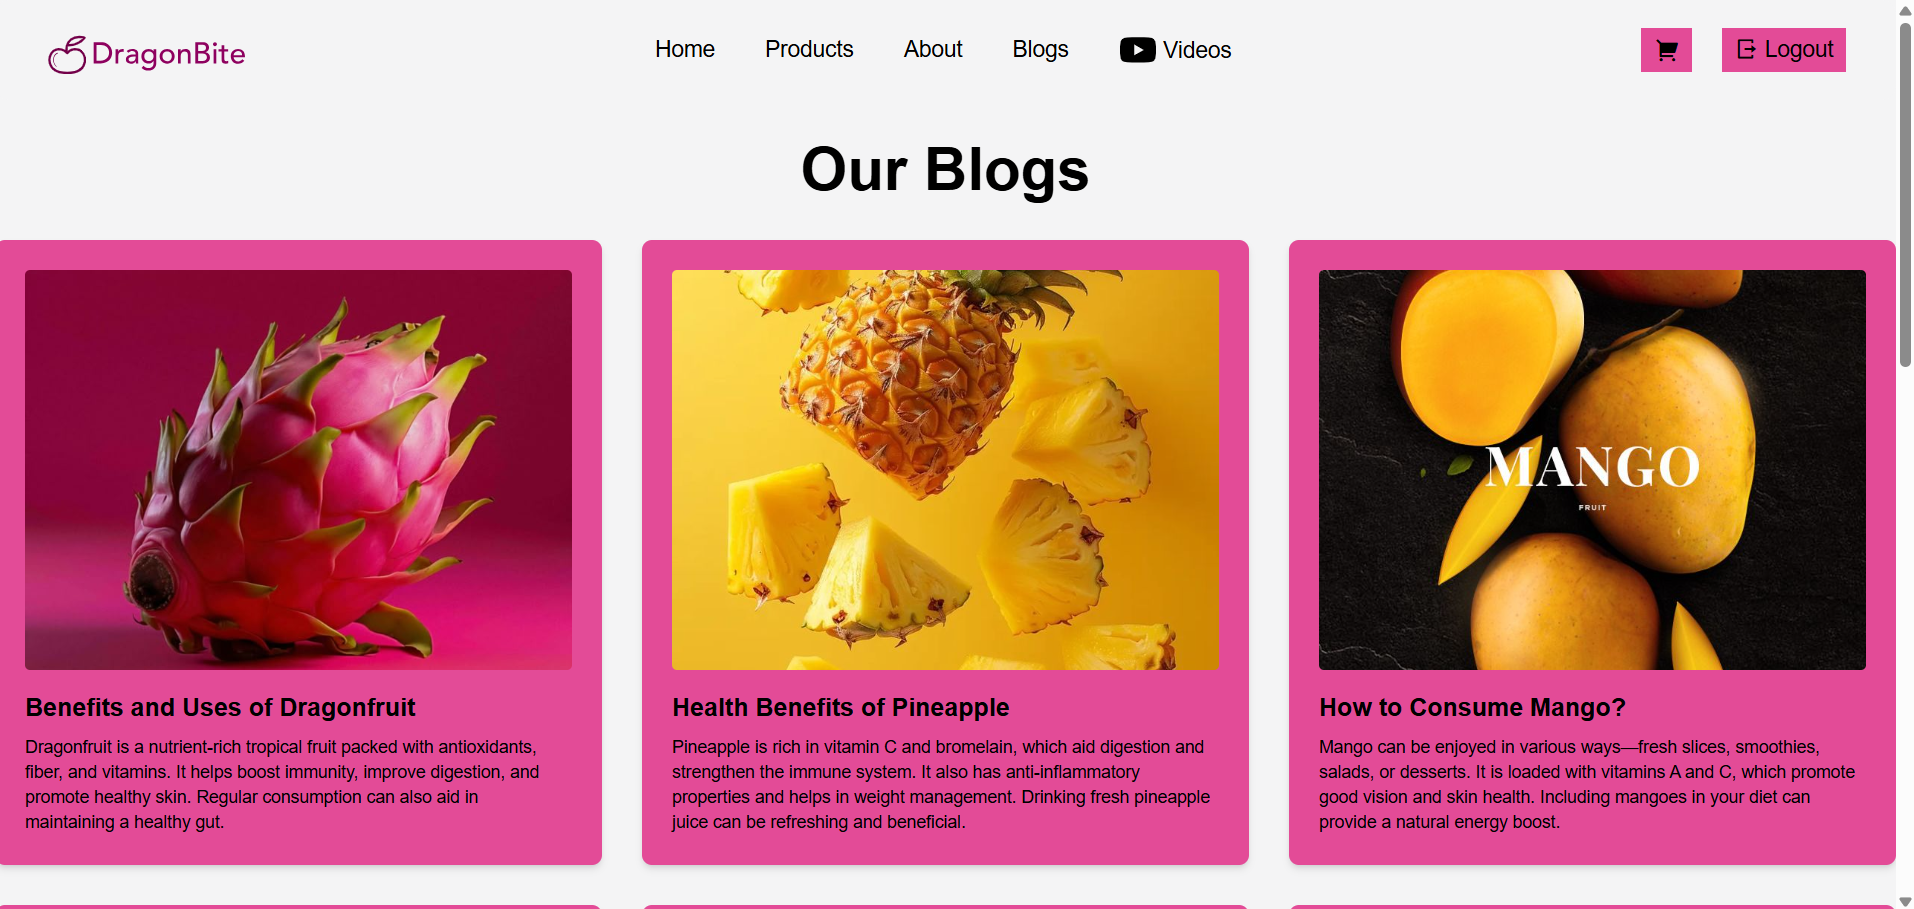 DragonBite
Home
Products
About
Blogs
Videos
Logout
Our Blogs
MANGO
FRUIT
Benefits and Uses of Dragonfruit
Dragonfruit is a nutrient-rich tropical fruit packed with antioxidants,
fiber, and vitamins. It helps boost immunity, improve digestion, and
promote healthy skin. Regular consumption can also aid in
maintaining a healthy gut.
Health Benefits of Pineapple
Pineapple is rich in vitamin C and bromelain, which aid digestion and
strengthen the immune system. It also has anti-inflammatory
properties and helps in weight management. Drinking fresh pineapple
juice can be refreshing and beneficial.
How to Consume Mango?
Mango can be enjoyed in various ways—fresh slices, smoothies,
salads, or desserts. It is loaded with vitamins A and C, which promote
good vision and skin health. Including mangoes in your diet can
provide a natural energy boost.